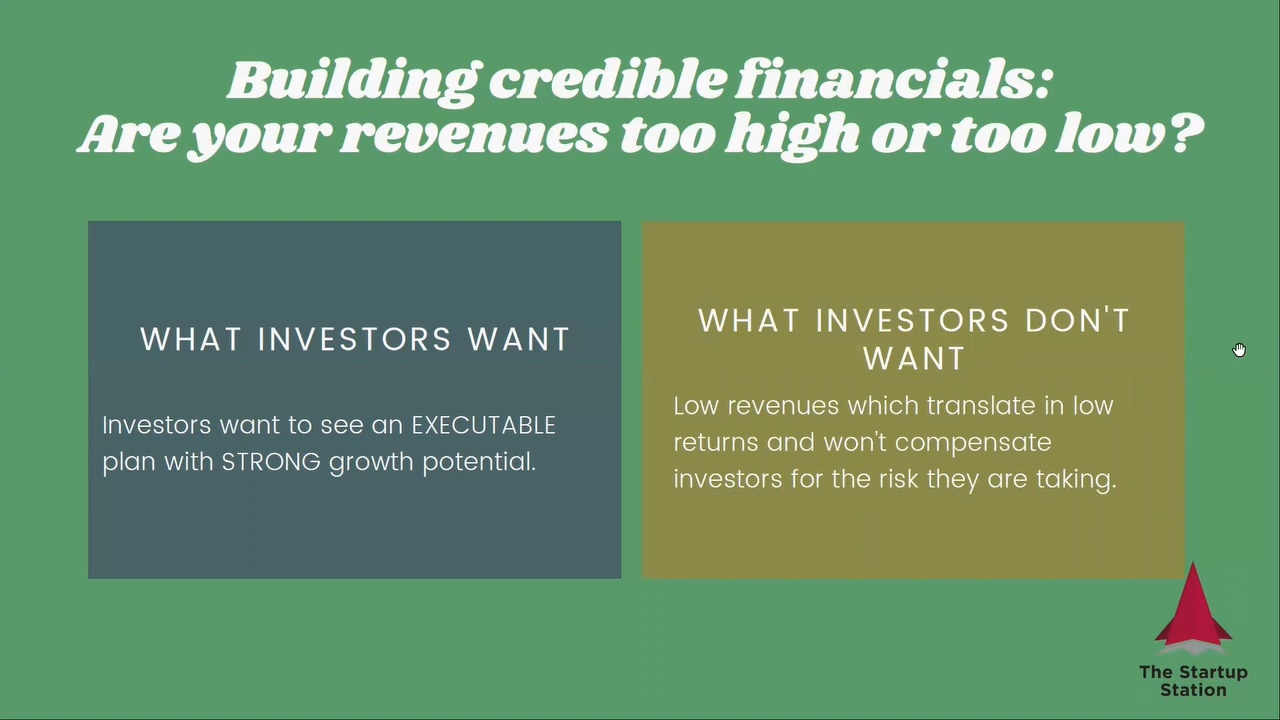 Building credible financials:
Are your revenues too high or too low?
WHAT INVESTORS WANT
Investors want to see an EXECUTABLE
plan with STRONG growth potential.
WHAT INVESTORS DON'T
WANT
Low revenues which translate in low
returns and won't compensate
investors for the risk they are taking.
The Startup
Station